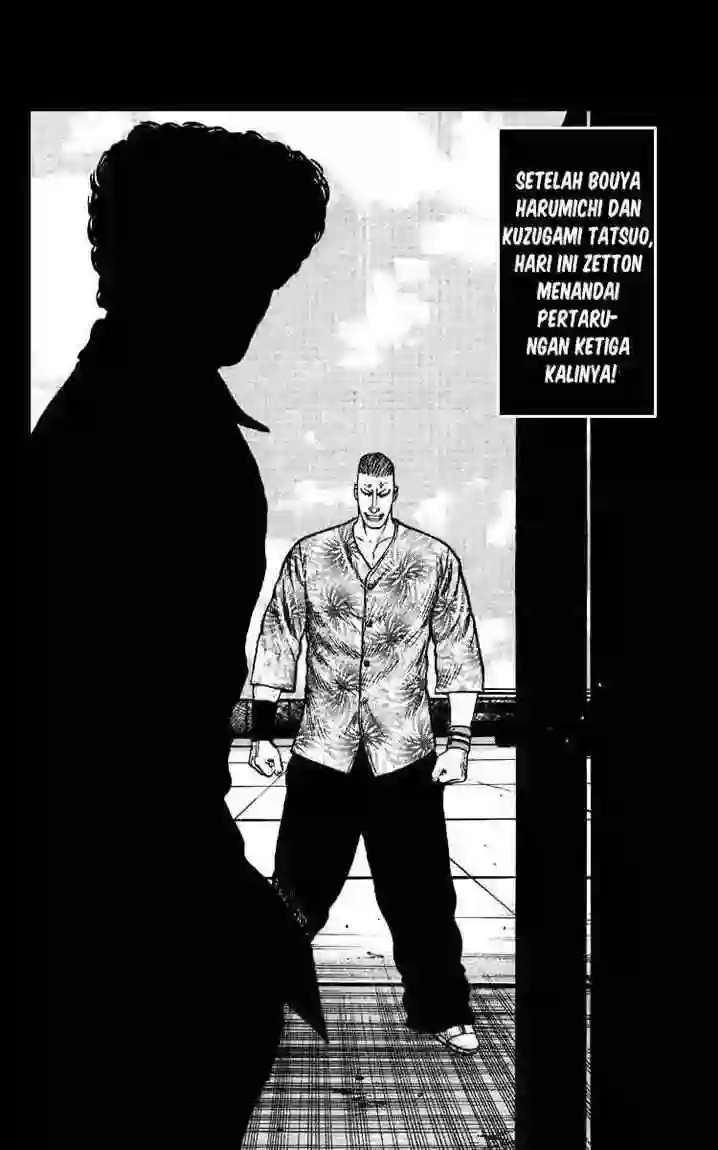 SETELAH BOUYA
HARUMICHI DAN
KUZUGAMI TATSUO,
HARI INI ZETTON
MENANDAI
PERTARU-
NGAN KETIGA
KALINYA!